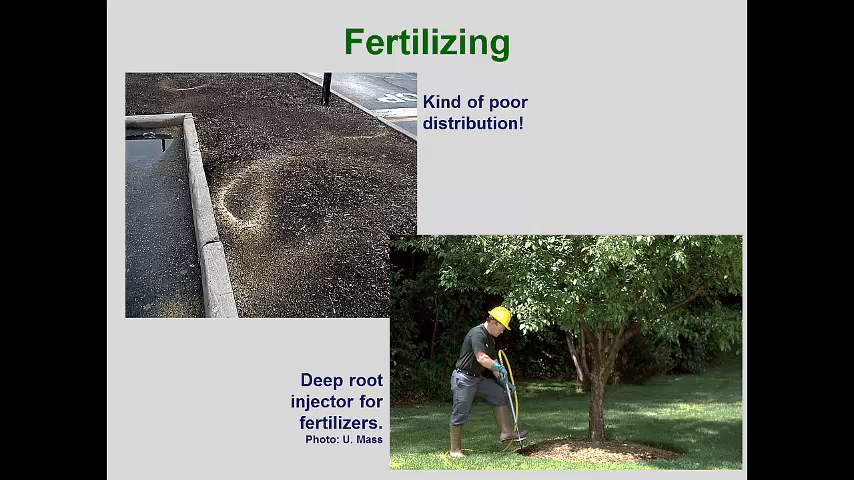 Fertilizing
Kind of poor
distribution!
Deep root
injector for
fertilizers.
Photo: U. Mass